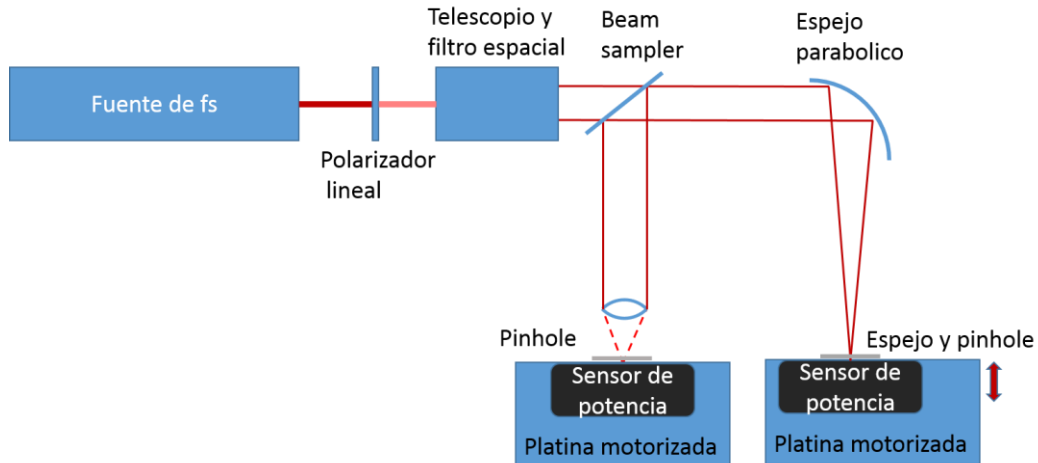 Telescopio y
filtro espacial
Beam
sampler
Espejo
parabolico
Fuente de fs
Polarizador
lineal
Pinhole
Espejo y pinhole
Sensor de
potencia
Platina motorizada
Sensor de
potencia
Platina motorizada